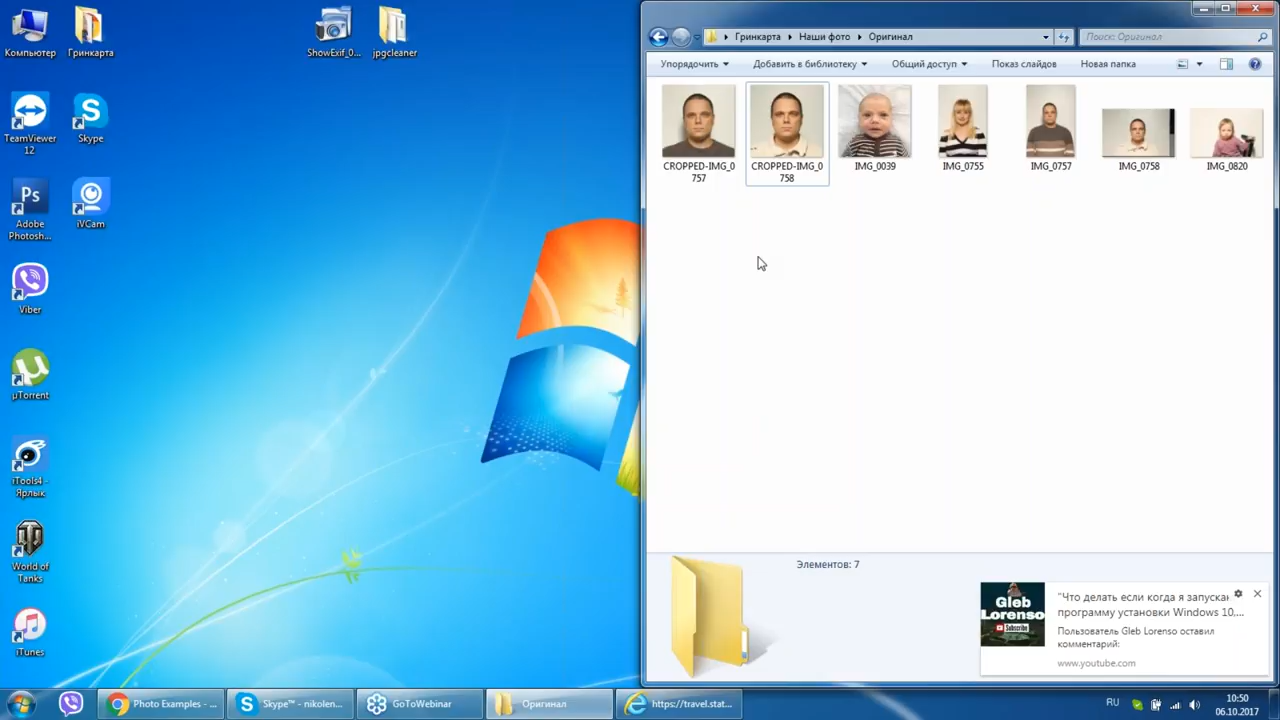 Компьютер
Гринкарта
ShowExif_0...
jpgcleaner
TeamViewer
12
Skype
Adobe
Photosh...
iVCam
Viber
µTorrent
iTools4 -
Ярлык
World of
Tanks
iTunes
Гринкарта
Наши фото
Оригинал
Поиск: Оригинал
Упорядочить
Добавить в библиотеку
Общий доступ
Показ слайдов
Новая папка
CROPPED-IMG_0
757
CROPPED-IMG_0
758
IMG_0039
IMG_0755
IMG_0757
IMG_0758
IMG_0820
Элементов: 7
Gleb
Lorenso
Subscribe
"Что делать если когда я запускаю
программу установки Windows 10,...
Пользователь Gleb Lorenso оставил
комментарий:
www.youtube.com
Photo Examples - ...
Skype™ - nikolen...
GoToWebinar
Оригинал
https://travel.stat...
RU
10:50
06.10.2017